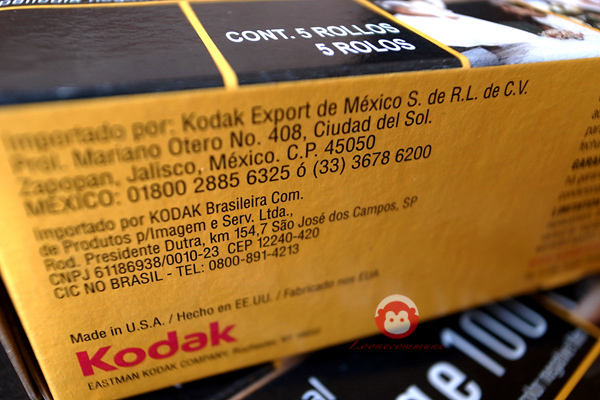 CONT. 5 ROLLOS
5 ROLOS
Importado por: Kodak Export de México S. de R.L. de C.V.
Prol. Mariano Otero No. 408, Ciudad del Sol.
Zapopan, Jalisco, México. C.P. 45050
MÉXICO: 01800 2885 6325 ó (33) 3678 6200
Importado por KODAK Brasileira Com.
de Produtos p/Imagem e Serv. Ltda.,
Rod. Presidente Dutra, km 154,7 São José dos Campos, SP
CNPJ 61186938/0010-23 CEP 12240-420
CIC NO BRASIL - TEL: 0800-891-4213
Made in U.S.A. / Hecho en EE.UU. / Fabricado nos EUA
Kodak
EASTMAN KODAK COMPANY, Rochester, NY
100